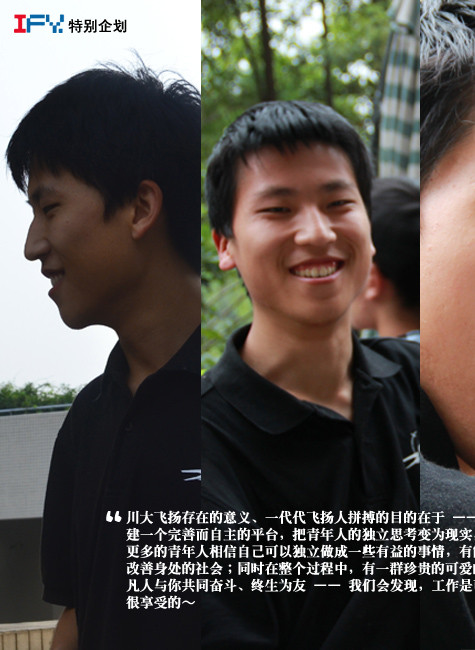 IFY. 特别企划
“ 川大飞扬存在的意义、一代代飞扬人拼搏的目的在于 ——
建一个完善而自主的平台，把青年人的独立思考变为现实，
更多的青年人相信自己可以独立做成一些有益的事情，有
改善身处的社会；同时在整个过程中，有一群珍贵的可爱
凡人与你共同奋斗、终生为友 —— 我们会发现，工作是
很享受的～